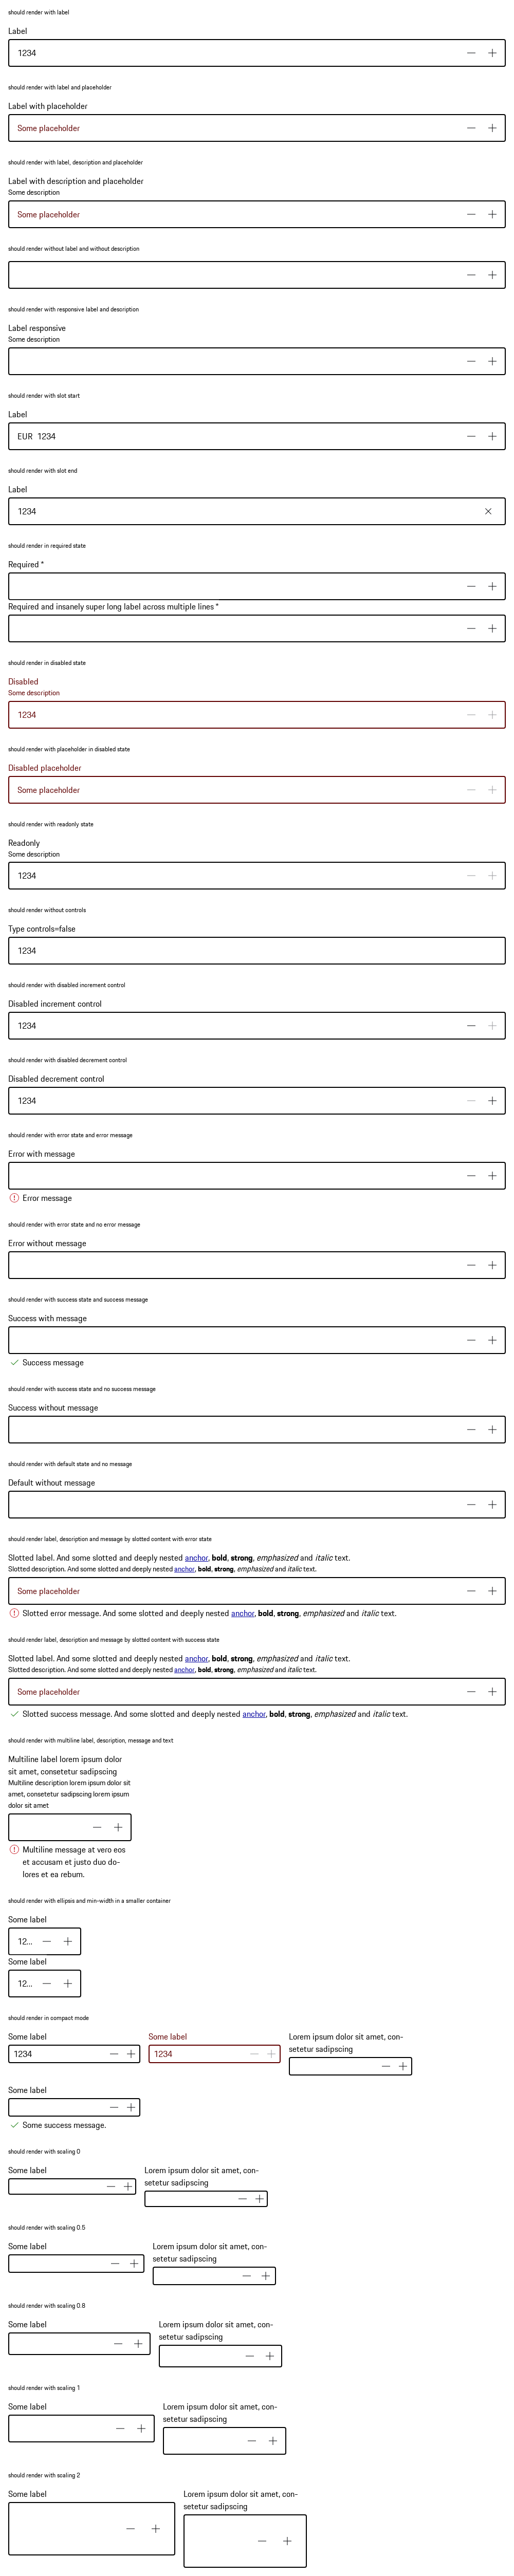 should render with label
Label
1234
should render with label and placeholder
Label with placeholder
Some placeholder
should render with label, description and placeholder
Label with description and placeholder
Some description
Some placeholder
should render without label and without description
should render with responsive label and description
Label responsive
Some description
should render with slot start
Label
EUR 1234
should render with slot end
Label
1234
should render in required state
Required *
Required and insanely super long label across multiple lines *
should render in disabled state
Disabled
Some description
1234
should render with placeholder in disabled state
Disabled placeholder
Some placeholder
should render with readonly state
Readonly
Some description
1234
should render without controls
Type controls=false
1234
should render with disabled increment control
Disabled increment control
1234
should render with disabled decrement control
Disabled decrement control
1234
should render with error state and error message
Error with message
Error message
should render with error state and no error message
Error without message
should render with success state and success message
Success with message
Success message
should render with success state and no success message
Success without message
should render with default state and no message
Default without message
should render label, description and message by slotted content with error state
Slotted label. And some slotted and deeply nested anchor, bold, strong, emphasized and italic text.
Slotted description. And some slotted and deeply nested anchor, bold, strong, emphasized and italic text.
Some placeholder
Slotted error message. And some slotted and deeply nested anchor, bold, strong, emphasized and italic text.
should render label, description and message by slotted content with success state
Slotted label. And some slotted and deeply nested anchor, bold, strong, emphasized and italic text.
Slotted description. And some slotted and deeply nested anchor, bold, strong, emphasized and italic text.
Some placeholder
Slotted success message. And some slotted and deeply nested anchor, bold, strong, emphasized and italic text.
should render with multiline label, description, message and text
Multiline label lorem ipsum dolor
sit amet, consetetur sadipscing
Multiline description lorem ipsum dolor sit
amet, consetetur sadipscing lorem ipsum
dolor sit amet
Multiline message at vero eos
et accusam et justo duo do-
lores et ea rebum.
should render with ellipsis and min-width in a smaller container
Some label
12...
Some label
12...
should render in compact mode
Some label
1234
Some label
1234
Lorem ipsum dolor sit amet, con-
setetur sadipscing
Some label
Some success message.
should render with scaling 0
Some label
Lorem ipsum dolor sit amet, con-
setetur sadipscing
should render with scaling 0.5
Some label
Lorem ipsum dolor sit amet, con-
setetur sadipscing
should render with scaling 0.8
Some label
Lorem ipsum dolor sit amet, con-
setetur sadipscing
should render with scaling 1
Some label
Lorem ipsum dolor sit amet, con-
setetur sadipscing
should render with scaling 2
Some label
Lorem ipsum dolor sit amet, con-
setetur sadipscing